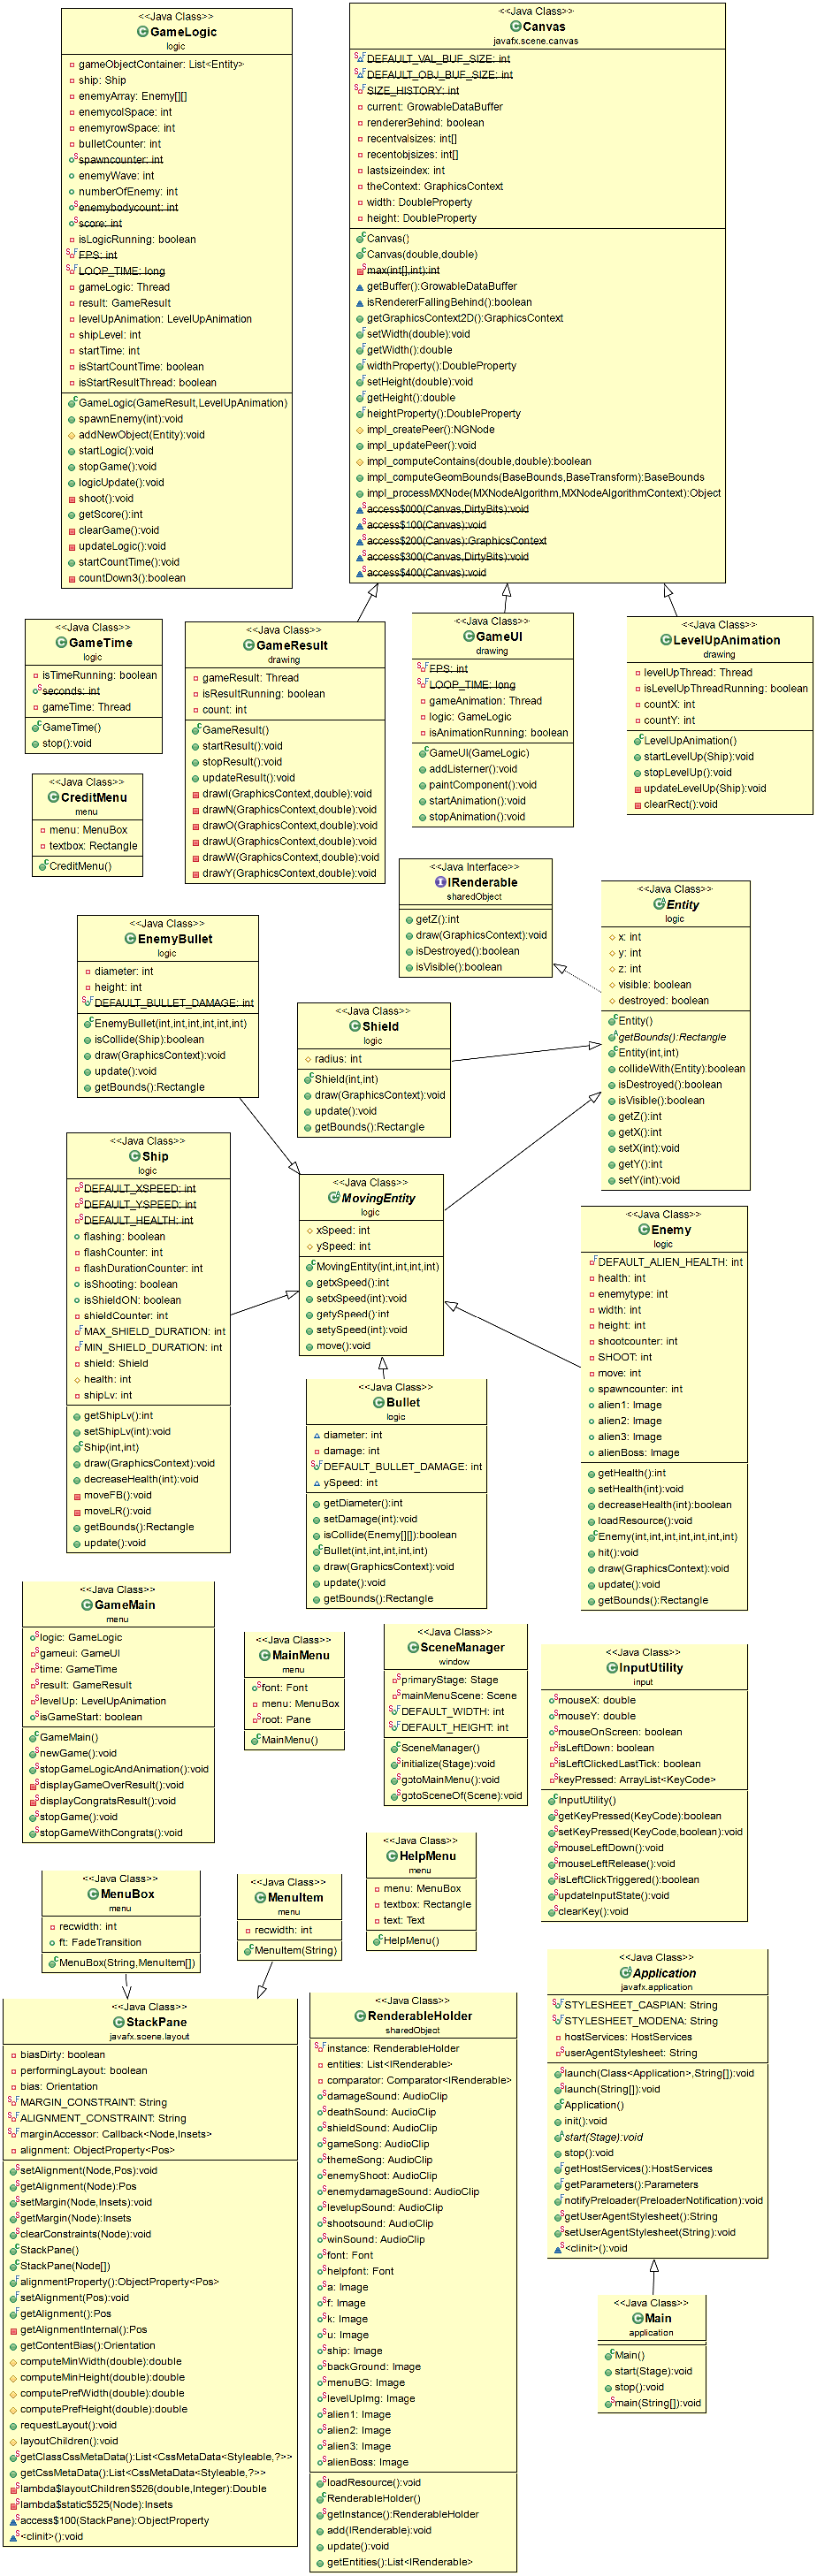 <<Java Class>>
GameLogic
logic
gameObjectContainer: List<Entity>
ship: Ship
enemyArray: Enemy[][]
enemycolSpace: int
enemyrowSpace: int
bulletCounter: int
spawncounter: int
enemyWave: int
numberOfEnemy: int
enemybodycount: int
score: int
isLogicRunning: boolean
FPS: int
LOOP_TIME: long
gameLogic: Thread
result: GameResult
levelUpAnimation: LevelUpAnimation
shipLevel: int
startTime: int
isStartCountTime: boolean
isStartResultThread: boolean
GameLogic(GameResult,LevelUpAnimation)
spawnEnemy(int):void
addNewObject(Entity):void
startLogic():void
stopGame():void
logicUpdate():void
shoot():void
getScore():int
clearGame():void
updateLogic():void
startCountTime():void
countDown3():boolean
<<Java Class>>
Canvas
javafx.scene.canvas
DEFAULT_VAL_BUF_SIZE: int
DEFAULT_OBJ_BUF_SIZE: int
SIZE_HISTORY: int
current: GrowableDataBuffer
rendererBehind: boolean
recentvalsizes: int[]
recentobjsizes: int[]
lastsizeindex: int
theContext: GraphicsContext
width: DoubleProperty
height: DoubleProperty
Canvas()
Canvas(double,double)
max(int[],int):int
getBuffer():GrowableDataBuffer
isRendererFallingBehind():boolean
getGraphicsContext2D():GraphicsContext
setWidth(double):void
getWidth():double
widthProperty():DoubleProperty
setHeight(double):void
getHeight():double
heightProperty():DoubleProperty
impl_createPeer():NGNode
impl_updatePeer():void
impl_computeContains(double,double):boolean
impl_computeGeomBounds(BaseBounds,BaseTransform):BaseBounds
impl_processMXNode(MXNodeAlgorithm,MXNodeAlgorithmContext):Object
access$000(Canvas,DirtyBits):void
access$100(Canvas):void
access$200(Canvas):GraphicsContext
access$300(Canvas,DirtyBits):void
access$400(Canvas):void
<<Java Class>>
GameTime
logic
isTimeRunning: boolean
seconds: int
gameTime: Thread
GameTime()
stop():void
<<Java Class>>
GameResult
drawing
gameResult: Thread
isResultRunning: boolean
count: int
GameResult()
startResult():void
stopResult():void
updateResult():void
drawI(GraphicsContext,double):void
drawN(GraphicsContext,double):void
drawO(GraphicsContext,double):void
drawU(GraphicsContext,double):void
drawW(GraphicsContext,double):void
drawY(GraphicsContext,double):void
<<Java Class>>
GameUI
drawing
FPS: int
LOOP_TIME: long
gameAnimation: Thread
logic: GameLogic
isAnimationRunning: boolean
GameUI(GameLogic)
addListerner():void
paintComponent():void
startAnimation():void
stopAnimation():void
<<Java Class>>
LevelUpAnimation
drawing
levelUpThread: Thread
isLevelUpThreadRunning: boolean
countX: int
countY: int
LevelUpAnimation()
startLevelUp(Ship):void
stopLevelUp():void
updateLevelUp(Ship):void
clearRect():void
<<Java Class>>
CreditMenu
menu
menu: MenuBox
textbox: Rectangle
CreditMenu()
<<Java Interface>>
IRenderable
sharedObject
getZ():int
draw(GraphicsContext):void
isDestroyed():boolean
isVisible():boolean
<<Java Class>>
Entity
logic
x: int
y: int
z: int
visible: boolean
destroyed: boolean
Entity()
getBounds():Rectangle
Entity(int,int)
collideWith(Entity):boolean
isDestroyed():boolean
isVisible():boolean
getZ():int
getX():int
setX(int):void
getY():int
setY(int):void
<<Java Class>>
EnemyBullet
logic
diameter: int
height: int
DEFAULT_BULLET_DAMAGE: int
EnemyBullet(int,int,int,int,int,int)
isCollide(Ship):boolean
draw(GraphicsContext):void
update():void
getBounds():Rectangle
<<Java Class>>
Shield
logic
radius: int
Shield(int,int)
draw(GraphicsContext):void
update():void
getBounds():Rectangle
<<Java Class>>
Ship
logic
DEFAULT_XSPEED: int
DEFAULT_YSPEED: int
DEFAULT_HEALTH: int
flashing: boolean
flashCounter: int
flashDurationCounter: int
isShooting: boolean
isShieldON: boolean
shieldCounter: int
MAX_SHIELD_DURATION: int
MIN_SHIELD_DURATION: int
shield: Shield
health: int
shipLv: int
getShipLv():int
setShipLv(int):void
Ship(int,int)
draw(GraphicsContext):void
decreaseHealth(int):void
moveFB():void
moveLR():void
getBounds():Rectangle
update():void
<<Java Class>>
MovingEntity
logic
xSpeed: int
ySpeed: int
MovingEntity(int,int,int,int)
getxSpeed():int
setxSpeed(int):void
getySpeed():int
setySpeed(int):void
move():void
<<Java Class>>
Enemy
logic
DEFAULT_ALIEN_HEALTH: int
health: int
enemytype: int
width: int
height: int
shootcounter: int
SHOOT: int
move: int
spawncounter: int
alien1: Image
alien2: Image
alien3: Image
alienBoss: Image
getHealth():int
setHealth(int):void
decreaseHealth(int):boolean
loadResource():void
Enemy(int,int,int,int,int,int,int)
hit():void
draw(GraphicsContext):void
update():void
getBounds():Rectangle
<<Java Class>>
Bullet
logic
diameter: int
damage: int
DEFAULT_BULLET_DAMAGE: int
ySpeed: int
getDiameter():int
setDamage(int):void
isCollide(Enemy[][]):boolean
Bullet(int,int,int,int,int)
draw(GraphicsContext):void
update():void
getBounds():Rectangle
<<Java Class>>
GameMain
menu
logic: GameLogic
gameui: GameUI
time: GameTime
result: GameResult
levelUp: LevelUpAnimation
isGameStart: boolean
GameMain()
newGame():void
stopGameLogicAndAnimation():void
displayGameOverResult():void
displayCongratsResult():void
stopGame():void
stopGameWithCongrats():void
<<Java Class>>
MainMenu
menu
font: Font
menu: MenuBox
root: Pane
MainMenu()
<<Java Class>>
SceneManager
window
primaryStage: Stage
mainMenuScene: Scene
DEFAULT_WIDTH: int
DEFAULT_HEIGHT: int
SceneManager()
initialize(Stage):void
gotoMainMenu():void
gotoSceneOf(Scene):void
<<Java Class>>
InputUtility
input
mouseX: double
mouseY: double
mouseOnScreen: boolean
isLeftDown: boolean
isLeftClickedLastTick: boolean
keyPressed: ArrayList<KeyCode>
InputUtility()
getKeyPressed(KeyCode):boolean
setKeyPressed(KeyCode,boolean):void
mouseLeftDown():void
mouseLeftRelease():void
isLeftClickTriggered():boolean
updateInputState():void
clearKey():void
<<Java Class>>
HelpMenu
menu
menu: MenuBox
textbox: Rectangle
text: Text
HelpMenu()
<<Java Class>>
MenuBox
menu
recwidth: int
ft: FadeTransition
MenuBox(String,MenuItem[])
<<Java Class>>
MenuItem
menu
recwidth: int
MenuItem(String)
<<Java Class>>
Application
javafx.application
STYLESHEET_CASPIAN: String
STYLESHEET_MODENA: String
hostServices: HostServices
userAgentStylesheet: String
launch(Class<Application>,String[]):void
launch(String[]):void
Application()
init():void
start(Stage):void
stop():void
getHostServices():HostServices
getParameters():Parameters
notifyPreloader(PreloaderNotification):void
getUserAgentStylesheet():String
setUserAgentStylesheet(String):void
<clinit>():void
<<Java Class>>
StackPane
javafx.scene.layout
biasDirty: boolean
performingLayout: boolean
bias: Orientation
MARGIN_CONSTRAINT: String
ALIGNMENT_CONSTRAINT: String
marginAccessor: Callback<Node,Insets>
alignment: ObjectProperty<Pos>
setAlignment(Node,Pos):void
getAlignment(Node):Pos
setMargin(Node,Insets):void
getMargin(Node):Insets
clearConstraints(Node):void
StackPane()
StackPane(Node[])
alignmentProperty():ObjectProperty<Pos>
setAlignment(Pos):void
getAlignment():Pos
getAlignmentInternal():Pos
getContentBias():Orientation
computeMinWidth(double):double
computeMinHeight(double):double
computePrefWidth(double):double
computePrefHeight(double):double
requestLayout():void
layoutChildren():void
getClassCssMetaData():List<CssMetaData<Styleable,?>>
getCssMetaData():List<CssMetaData<Styleable,?>>
lambda$layoutChildren$526(double,Integer):Double
lambda$static$525(Node):Insets
access$100(StackPane):ObjectProperty
<clinit>():void
<<Java Class>>
RenderableHolder
sharedObject
instance: RenderableHolder
entities: List<IRenderable>
comparator: Comparator<IRenderable>
damageSound: AudioClip
deathSound: AudioClip
shieldSound: AudioClip
gameSong: AudioClip
themeSong: AudioClip
enemyShoot: AudioClip
enemydamageSound: AudioClip
levelupSound: AudioClip
shootsound: AudioClip
winSound: AudioClip
font: Font
helpfont: Font
a: Image
f: Image
k: Image
u: Image
ship: Image
backGround: Image
menuBG: Image
levelUpImg: Image
alien1: Image
alien2: Image
alien3: Image
alienBoss: Image
loadResource():void
RenderableHolder()
getInstance():RenderableHolder
add(IRenderable):void
update():void
getEntities():List<IRenderable>
<<Java Class>>
Main
application
Main()
start(Stage):void
stop():void
main(String[]):void